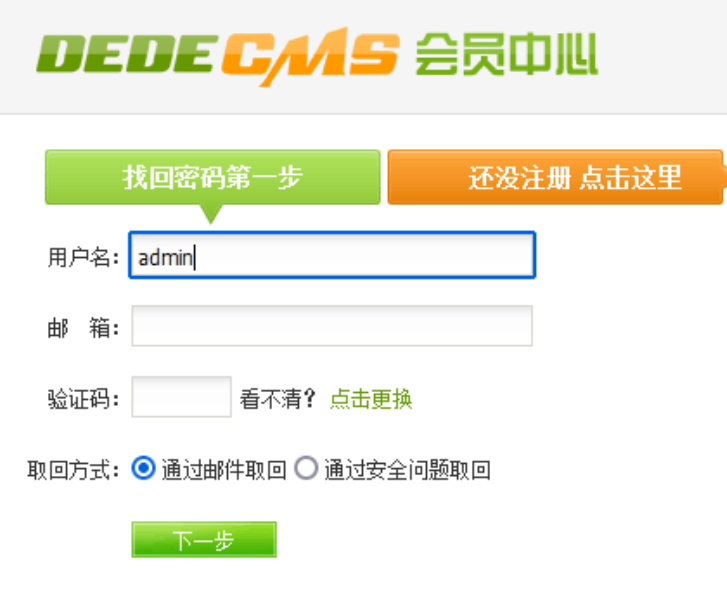 DEDECMS 会员中心
找回密码第一步 还没注册 点击这里
用户名: admin
邮 箱:
验证码: 看不清? 点击更换
取回方式: 通过邮件取回 通过安全问题取回
下一步